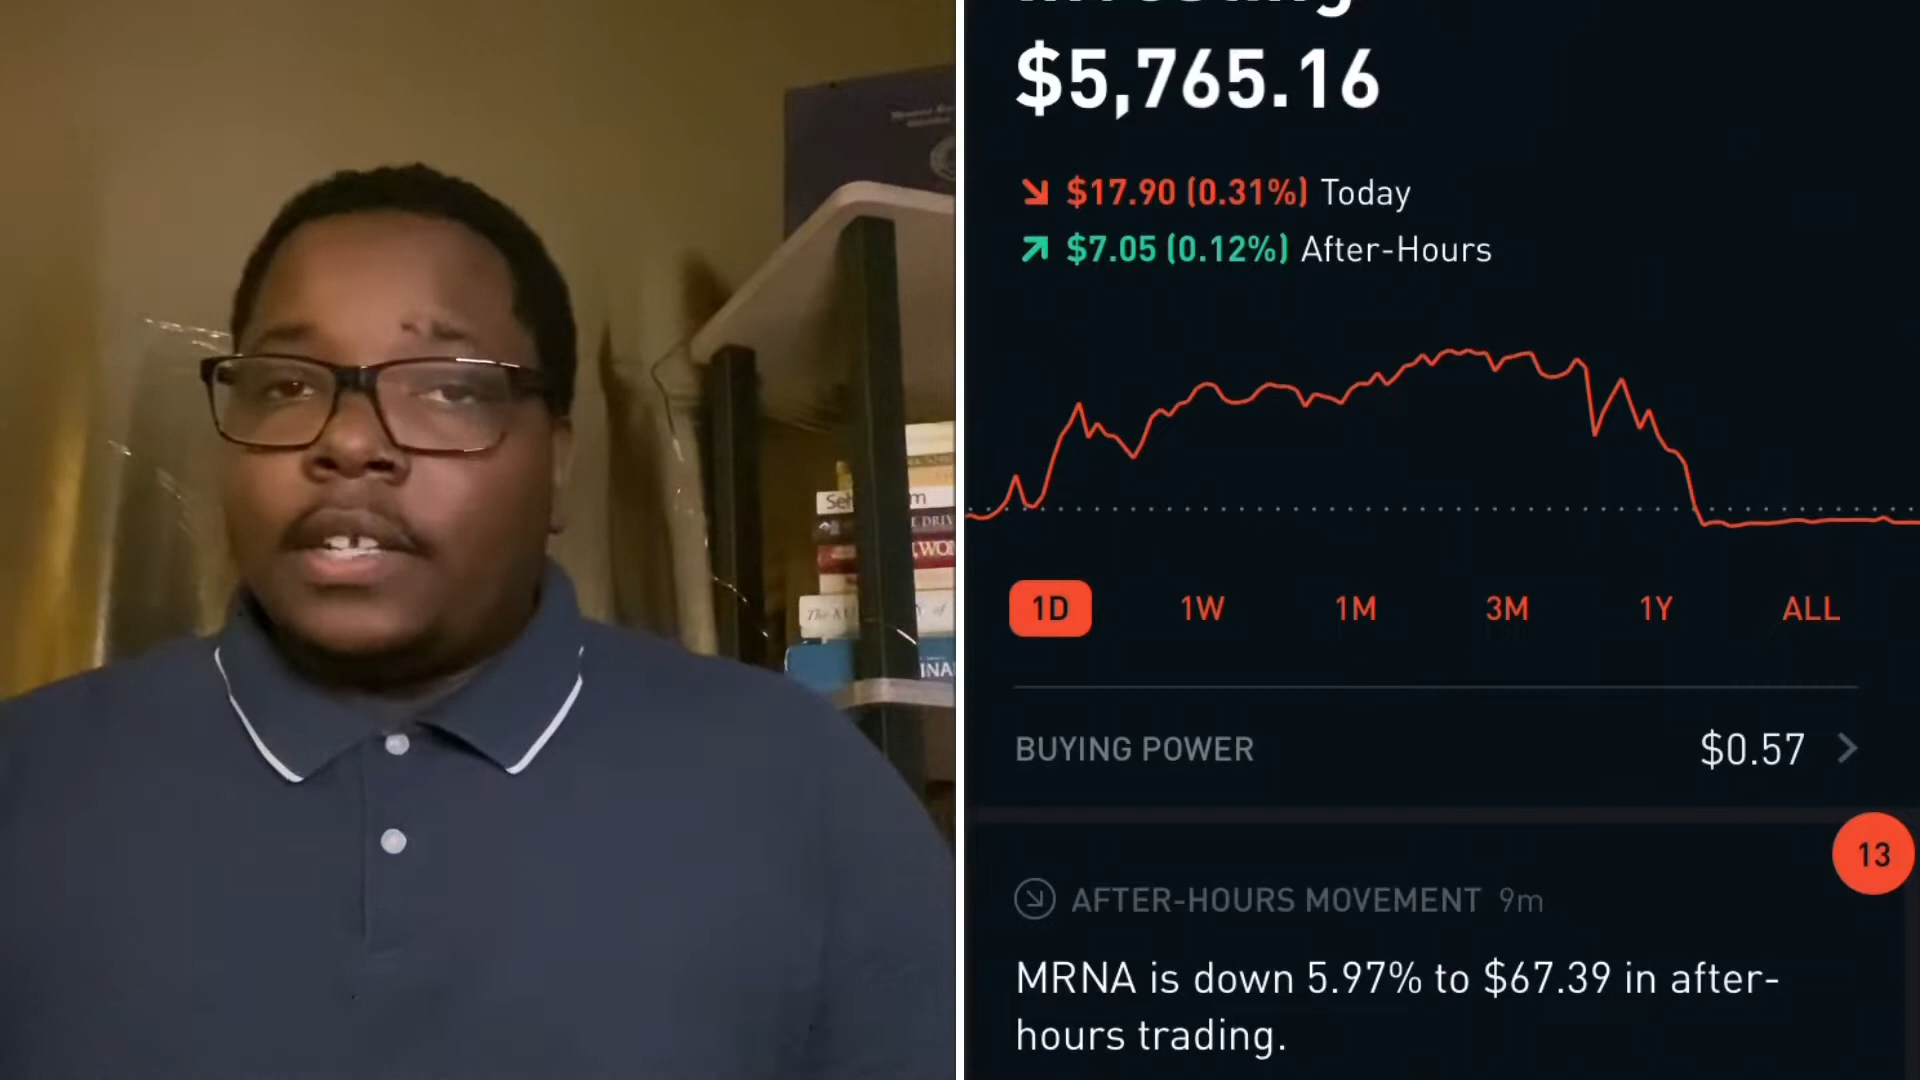 Investing
$5,765.16
$17.90 (0.31%) Today
$7.05 (0.12%) After-Hours
1D 1W 1M 3M 1Y ALL
BUYING POWER $0.57
13
AFTER-HOURS MOVEMENT 9m
MRNA is down 5.97% to $67.39 in after-
hours trading.